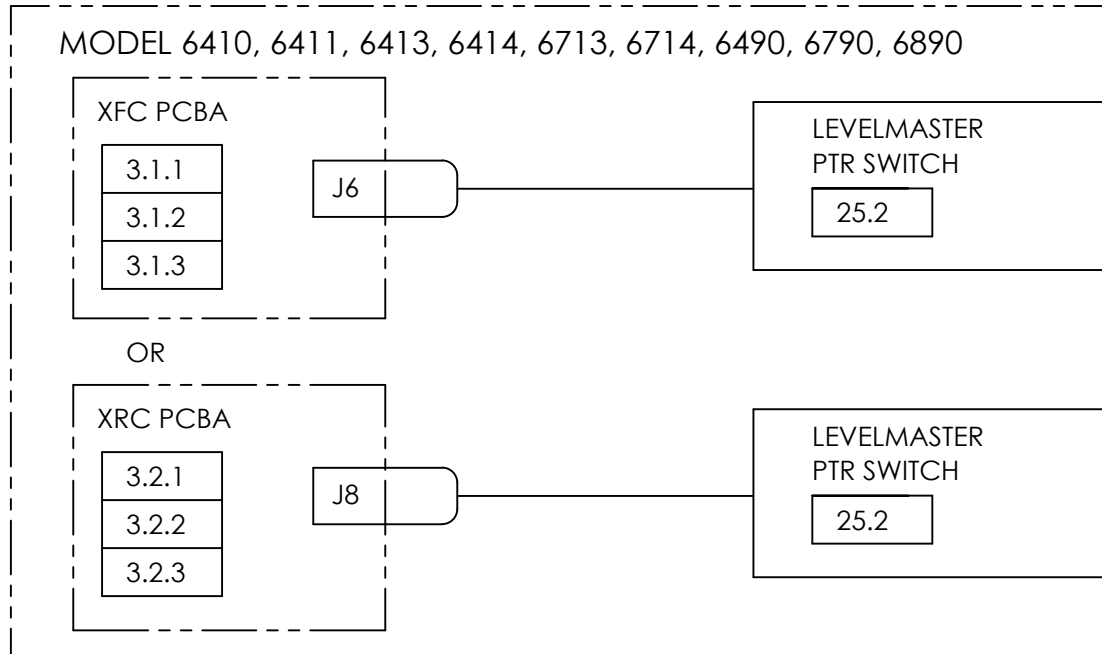 MODEL 6410, 6411, 6413, 6414, 6713, 6714, 6490, 6790, 6890
XFC PCBA
3.1.1
3.1.2
3.1.3
J6
LEVELMASTER
PTR SWITCH
25.2
OR
XRC PCBA
3.2.1
3.2.2
3.2.3
J8
LEVELMASTER
PTR SWITCH
25.2